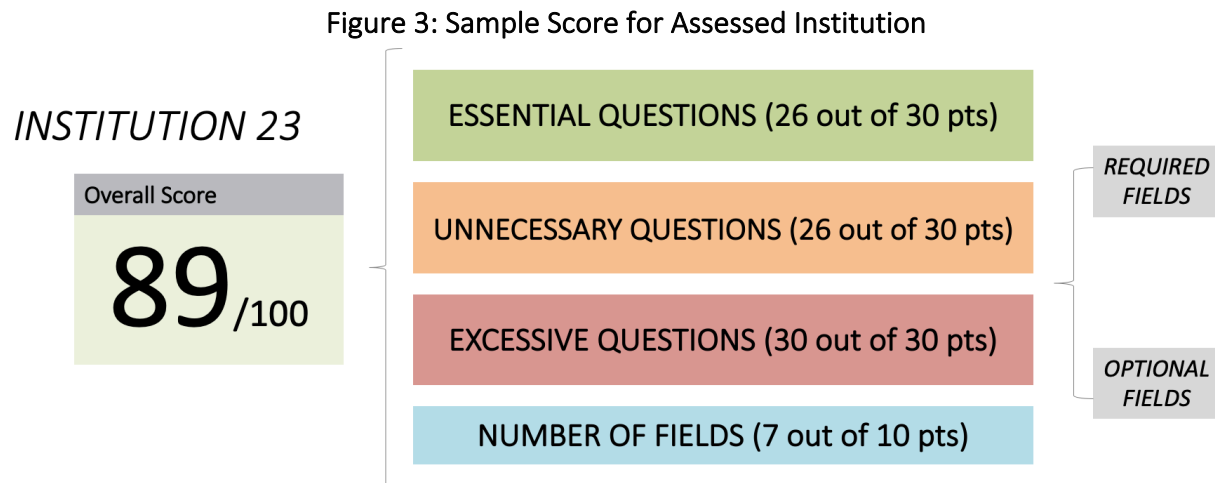 Figure 3: Sample Score for Assessed Institution
INSTITUTION 23
Overall Score
89/100
ESSENTIAL QUESTIONS (26 out of 30 pts)
UNNECESSARY QUESTIONS (26 out of 30 pts)
EXCESSIVE QUESTIONS (30 out of 30 pts)
NUMBER OF FIELDS (7 out of 10 pts)
REQUIRED
FIELDS
OPTIONAL
FIELDS